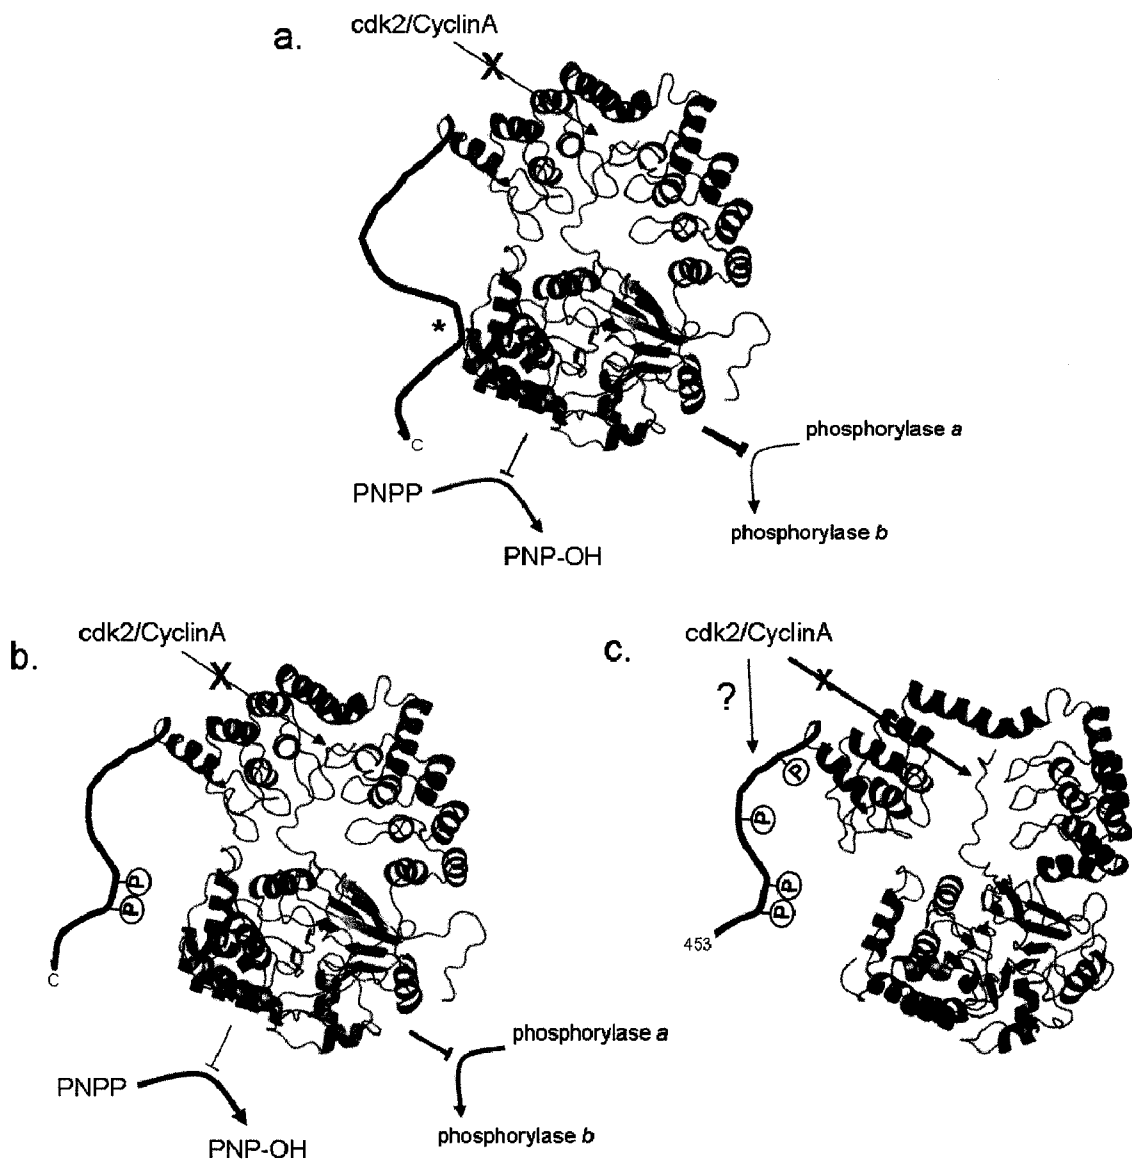 a.
cdk2/CyclinA
X
*
C
phosphorylase a
PNPP
phosphorylase b
PNP-OH
b.
cdk2/CyclinA
X
P
P
C
phosphorylase a
PNPP
phosphorylase b
PNP-OH
c.
cdk2/CyclinA
?
X
P
P
P
P
453